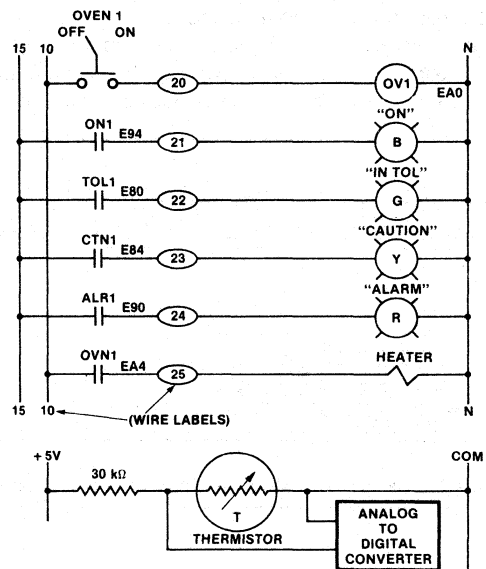 OVEN 1
OFF ON
15 10 N
20 OV1 EA0
"ON"
ON1 E94 21 B
"IN TOL"
TOL1 E80 22 G
"CAUTION"
CTN1 E84 23 Y
"ALARM"
ALR1 E90 24 R
OVN1 EA4 25 HEATER
15 10 (WIRE LABELS) N
+5V COM
30 kΩ
T
THERMISTOR
ANALOG
TO
DIGITAL
CONVERTER